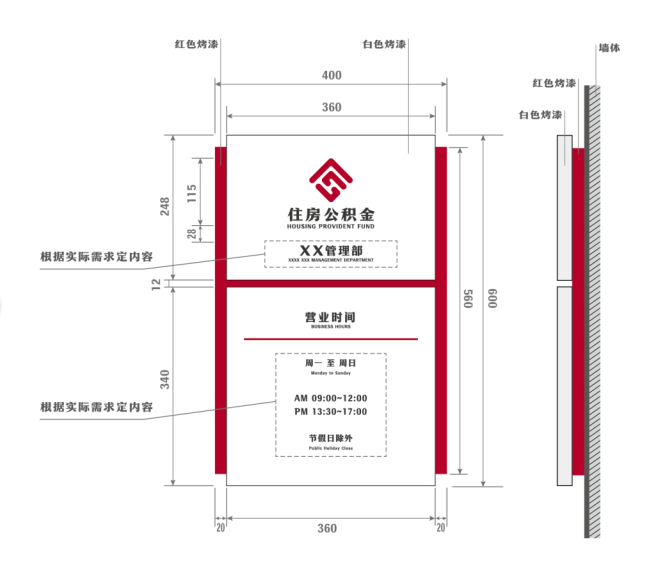 红色烤漆
白色烤漆
墙体
400
红色烤漆
360
白色烤漆
住房公积金
HOUSING PROVIDENT FUND
115
248
28
XX管理部
XXXX XXX MANAGEMENT DEPARTMENT
根据实际需求定内容
12
560
600
营业时间
BUSINESS HOURS
周一 至 周日
Monday to Sunday
340
AM 09:00~12:00
PM 13:30~17:00
根据实际需求定内容
节假日除外
Public Holiday Class
20
360
20